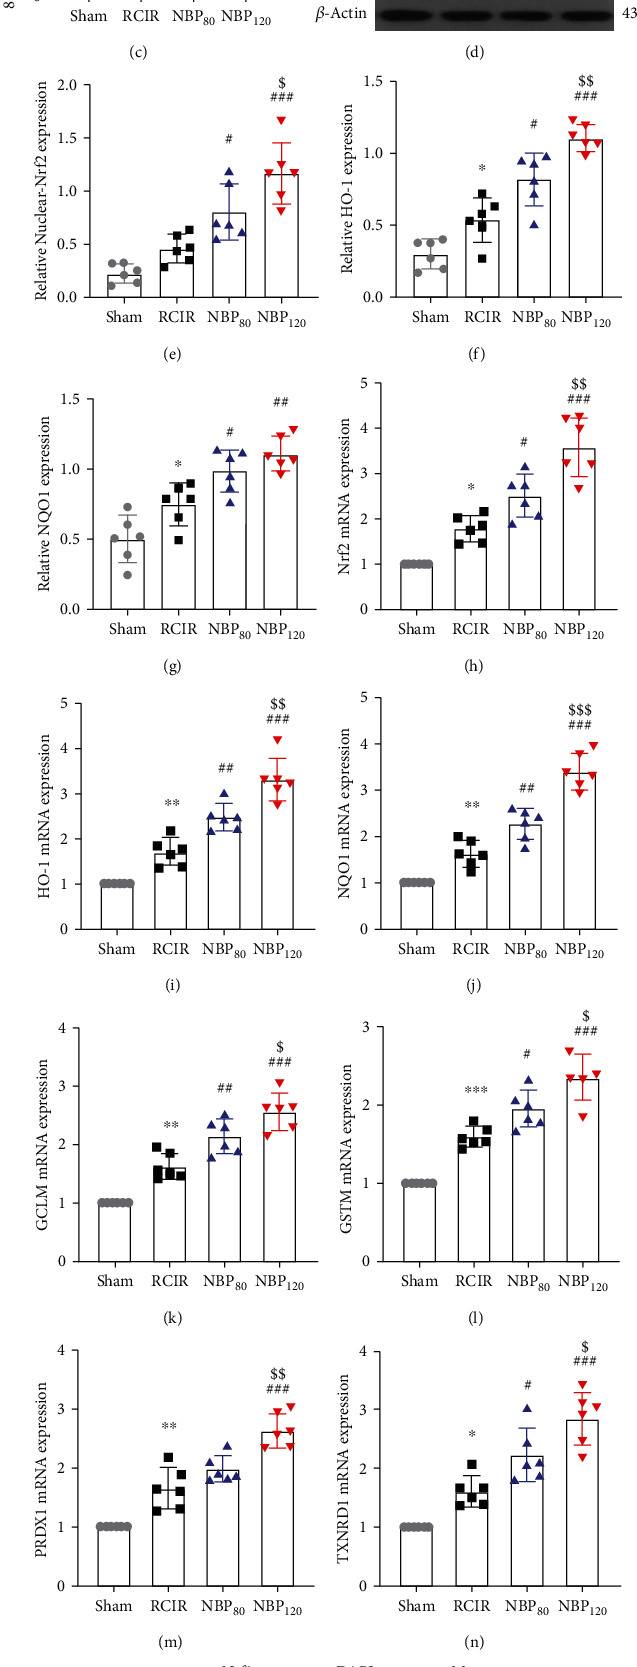 8
Sham RCIR NBP80 NBP120
β-Actin 43
(c) (d)
Relative Nuclear-Nrf2 expression
2.0
1.5
1.0
0.5
0.0
#
$
###
Sham RCIR NBP80 NBP120
(e)
Relative HO-1 expression
1.5
1.0
0.5
0.0
*
#
$$
###
Sham RCIR NBP80 NBP120
(f)
Relative NQO1 expression
1.5
1.0
0.5
0.0
*
#
##
Sham RCIR NBP80 NBP120
(g)
Nrf2 mRNA expression
5
4
3
2
1
0
*
#
$$
###
Sham RCIR NBP80 NBP120
(h)
HO-1 mRNA expression
5
4
3
2
1
0
**
##
$$
###
Sham RCIR NBP120
NBP80
(i)
NQO1 mRNA expression
5
4
3
2
1
0
**
##
$$$
###
Sham RCIR NBP80 NBP120
(j)
GCLM mRNA expression
4
3
2
1
0
**
##
$
###
Sham RCIR NBP80 NBP120
(k)
GSTM mRNA expression
3
2
1
0
***
#
$
###
Sham RCIR NBP80 NBP120
(l)
PRDX1 mRNA expression
4
3
2
1
0
**
$$
###
Sham RCIR NBP80 NBP120
(m)
TXNRD1 mRNA expression
4
3
2
1
0
*
#
$
###
Sham RCIR NBP80 NBP120
(n)